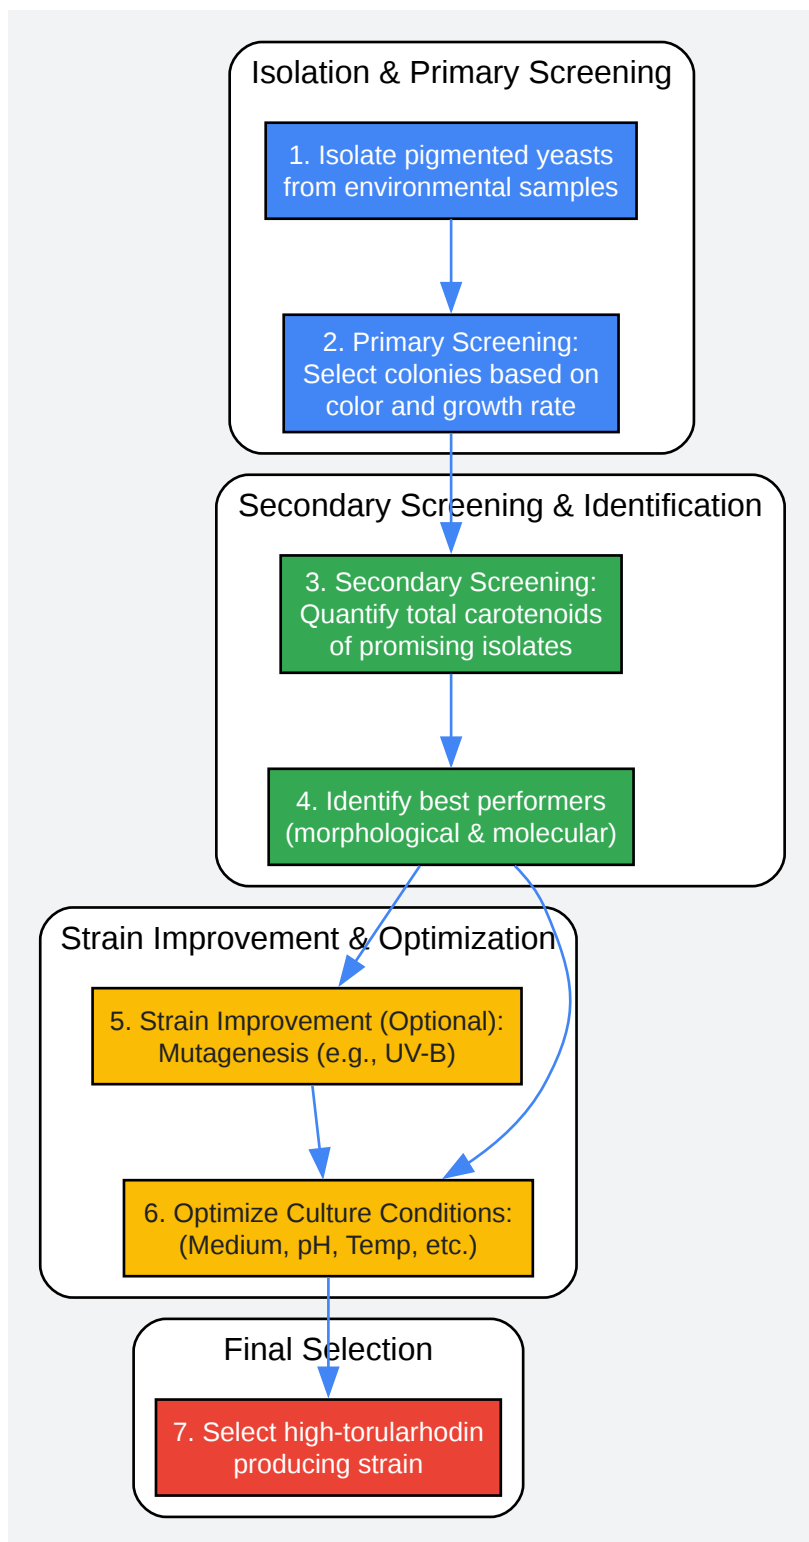 Isolation & Primary Screening
1. Isolate pigmented yeasts
from environmental samples
2. Primary Screening:
Select colonies based on
color and growth rate
Secondary Screening & Identification
3. Secondary Screening:
Quantify total carotenoids
of promising isolates
4. Identify best performers
(morphological & molecular)
Strain Improvement & Optimization
5. Strain Improvement (Optional):
Mutagenesis (e.g., UV-B)
6. Optimize Culture Conditions:
(Medium, pH, Temp, etc.)
Final Selection
7. Select high-torularhodin
producing strain